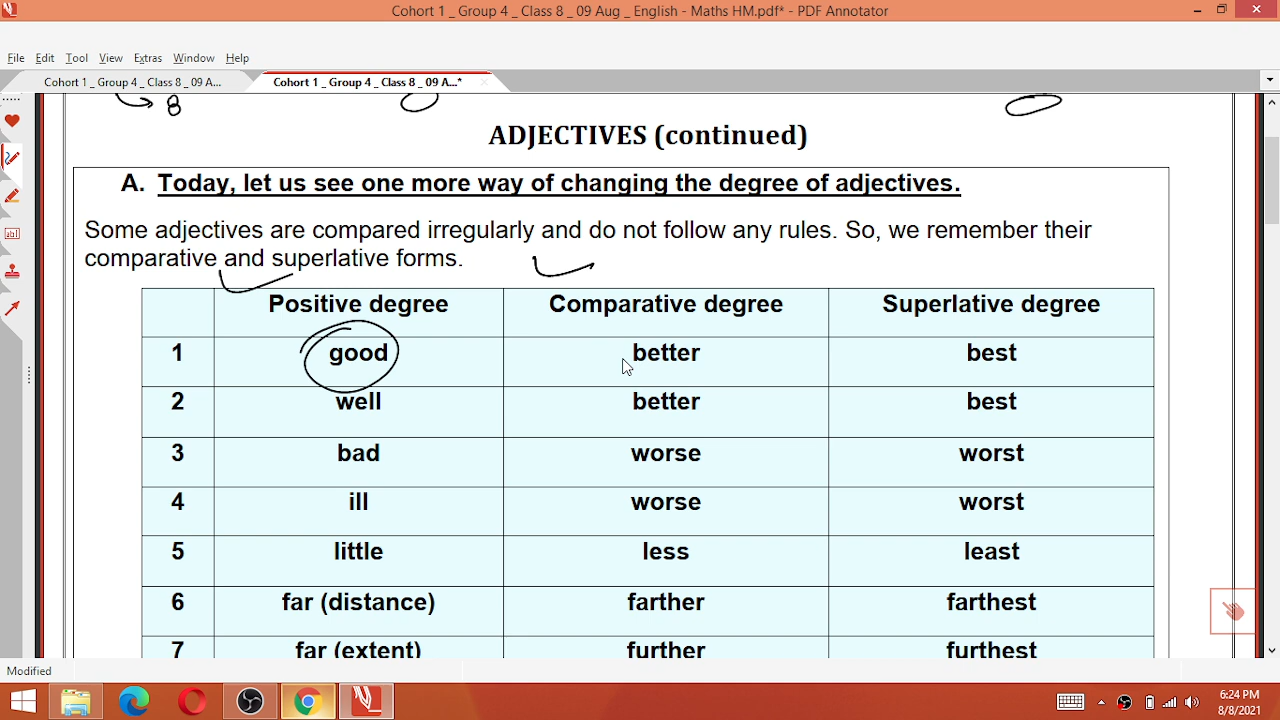 Cohort 1 _ Group 4 _ Class 8 _ 09 Aug _ English - Maths HM.pdf* - PDF Annotator
File Edit Tool View Extras Window Help
Cohort 1 _ Group 4 _ Class 8 _ 09 A... Cohort 1 _ Group 4 _ Class 8 _ 09 A...*
8
ADJECTIVES (continued)
A. Today, let us see one more way of changing the degree of adjectives.
Some adjectives are compared irregularly and do not follow any rules. So, we remember their
comparative and superlative forms.
Positive degree Comparative degree Superlative degree
1 good better best
2 well better best
3 bad worse worst
4 ill worse worst
5 little less least
6 far (distance) farther farthest
7 far (extent) further furthest
Modified
6:24 PM
8/8/2021